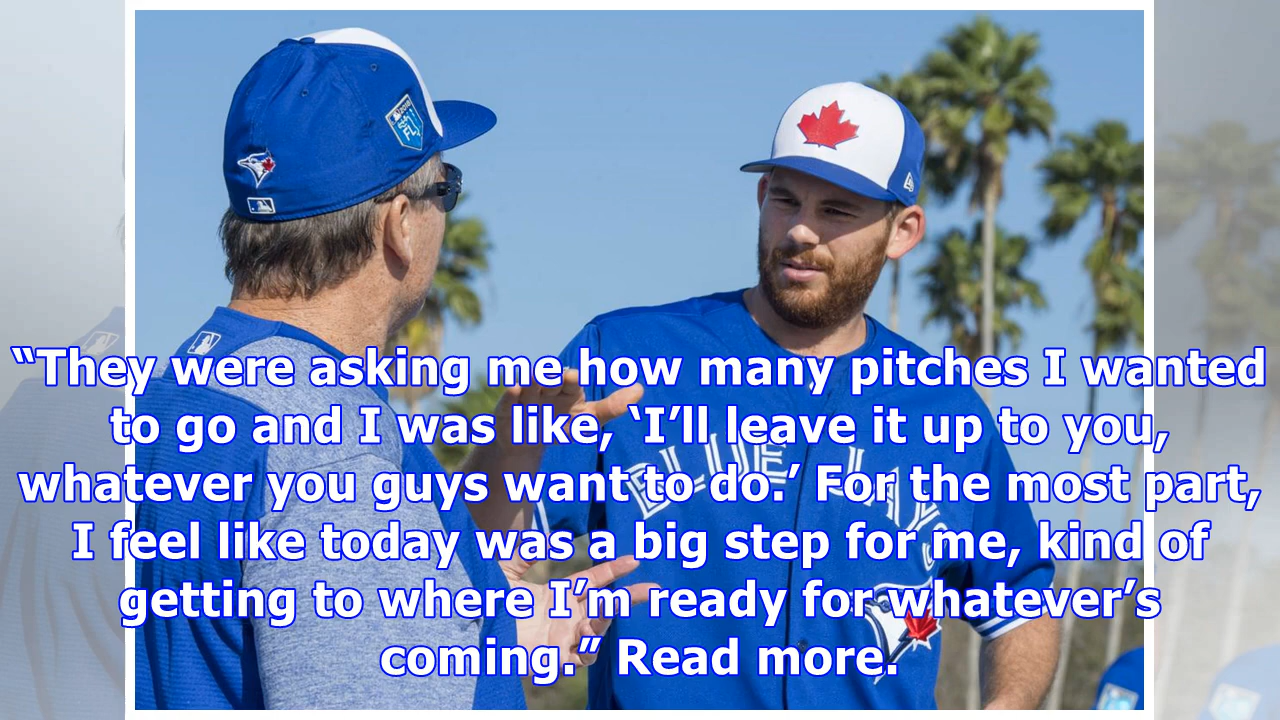 “They were asking me how many pitches I wanted
to go and I was like, ‘I’ll leave it up to you,
whatever you guys want to do.’ For the most part,
I feel like today was a big step for me, kind of
getting to where I’m ready for whatever’s
coming.” Read more.
BLUE JAYS